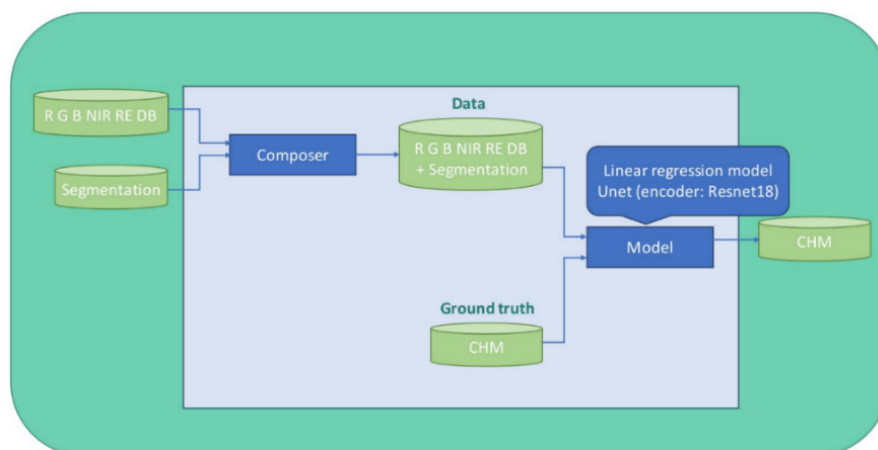 R G B NIR RE DB
Segmentation
Composer
Data
R G B NIR RE DB
+ Segmentation
Linear regression model
Unet (encoder: Resnet18)
Model
CHM
Ground truth
CHM